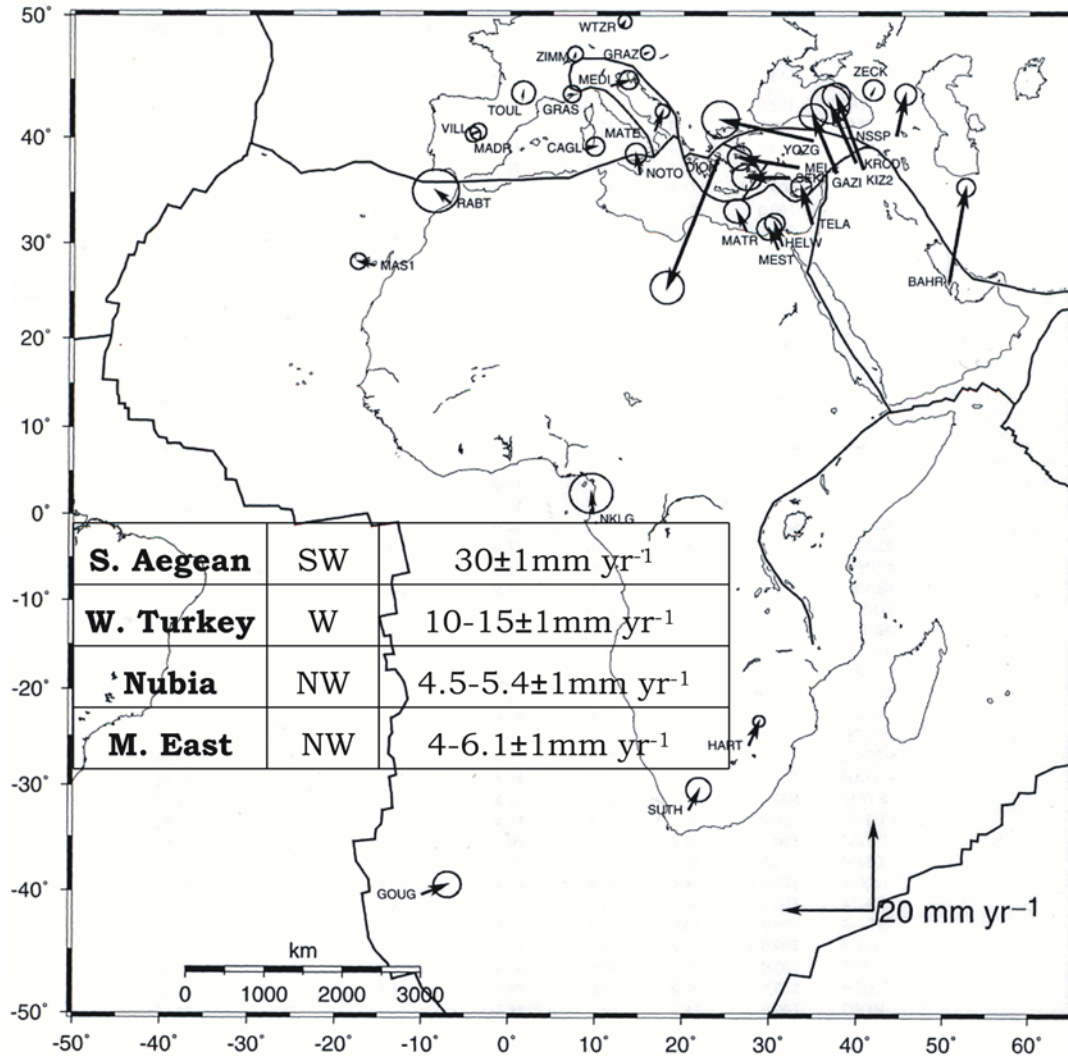 50˚
WTZR
ZIMM
GRAZ
MEDI
ZECK
TOUL
GRAS
40˚
VILL
MATE
NSSP
MADR
CAGL
YOZG
NOTO
KRCD
GAZI
KIZ2
RABT
TELA
30˚
MATR
HELW
MEST
MAS1
BAHR
20˚
10˚
0˚
NKLG
S. Aegean SW 30±1mm yr-1
-10˚
W. Turkey W 10-15±1mm yr-1
-20˚
Nubia NW 4.5-5.4±1mm yr-1
M. East NW 4-6.1±1mm yr-1
HART
-30˚
SUTH
-40˚
GOUG
20 mm yr–1
km
0 1000 2000 3000
-50˚
-50˚ -40˚ -30˚ -20˚ -10˚ 0˚ 10˚ 20˚ 30˚ 40˚ 50˚ 60˚